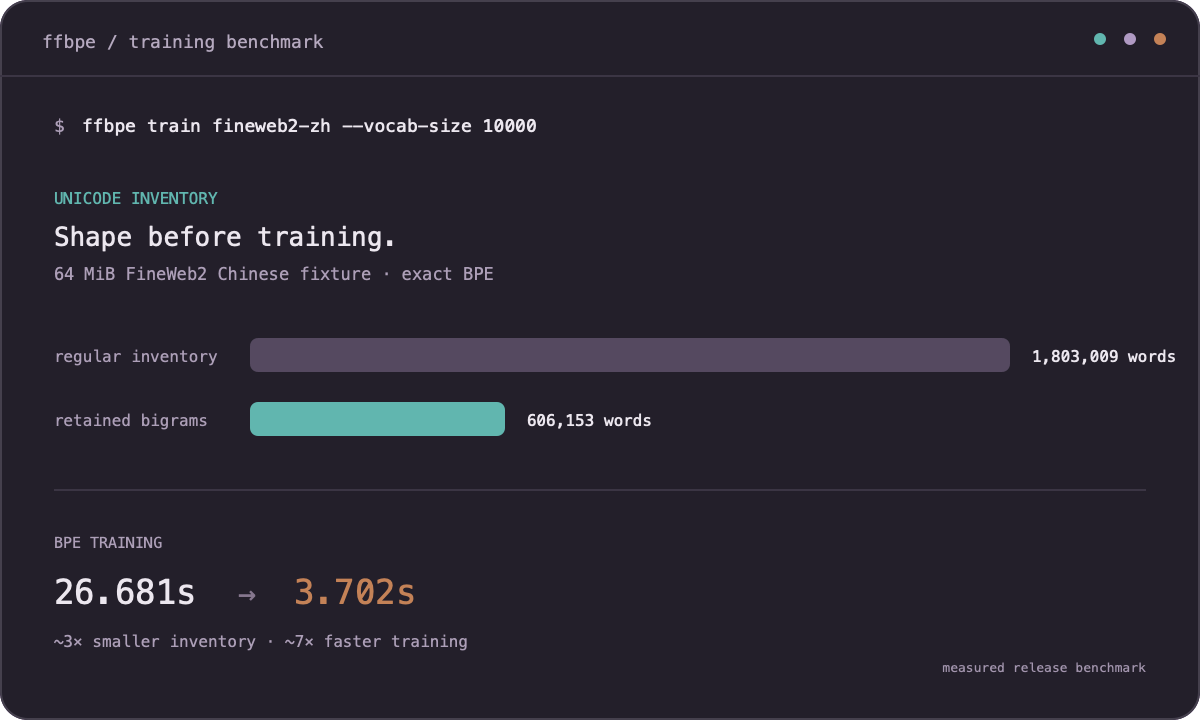 ffbpe / training benchmark
$ ffbpe train fineweb2-zh --vocab-size 10000
UNICODE INVENTORY
Shape before training.
64 MiB FineWeb2 Chinese fixture · exact BPE
regular inventory 1,803,009 words
retained bigrams 606,153 words
BPE TRAINING
26.681s → 3.702s
~3× smaller inventory · ~7× faster training
measured release benchmark